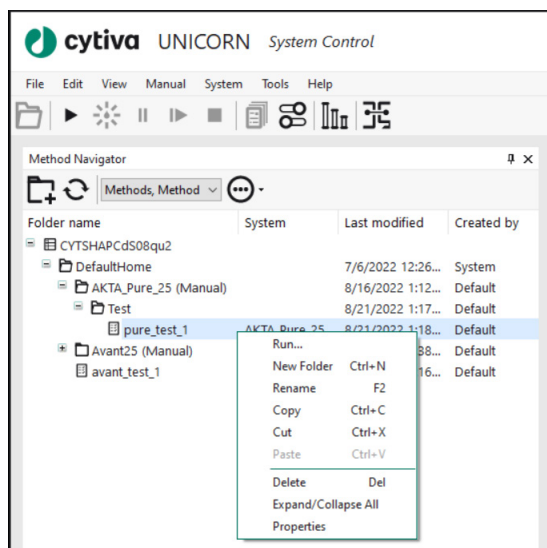 cytiva UNICORN System Control
File Edit View Manual System Tools Help
Method Navigator
Methods, Method
Folder name System Last modified Created by
CYTSHAPCdS08qu2
DefaultHome 7/6/2022 12:26... System
AKTA_Pure_25 (Manual) 8/16/2022 1:12... Default
Test 8/21/2022 1:17... Default
pure_test_1 AKTA_Pure_25 8/21/2022 1:18... Default
Run...
Avant25 (Manual) 38... Default
New Folder Ctrl+N
avant_test_1 16... Default
Rename F2
Copy Ctrl+C
Cut Ctrl+X
Paste Ctrl+V
Delete Del
Expand/Collapse All
Properties